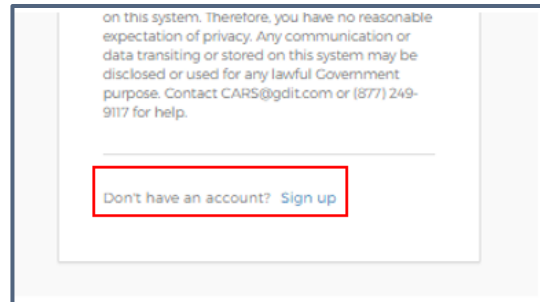 on this system. Therefore, you have no reasonable
expectation of privacy. Any communication or
data transiting or stored on this system may be
disclosed or used for any lawful Government
purpose. Contact CARS@gdit.com or (877) 249-
9117 for help.
Don't have an account? Sign up